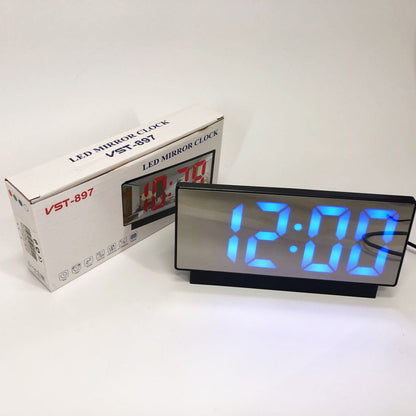 LED MIRROR CLOCK
VST-897
VST-897
LED MIRROR CLOCK
12:00